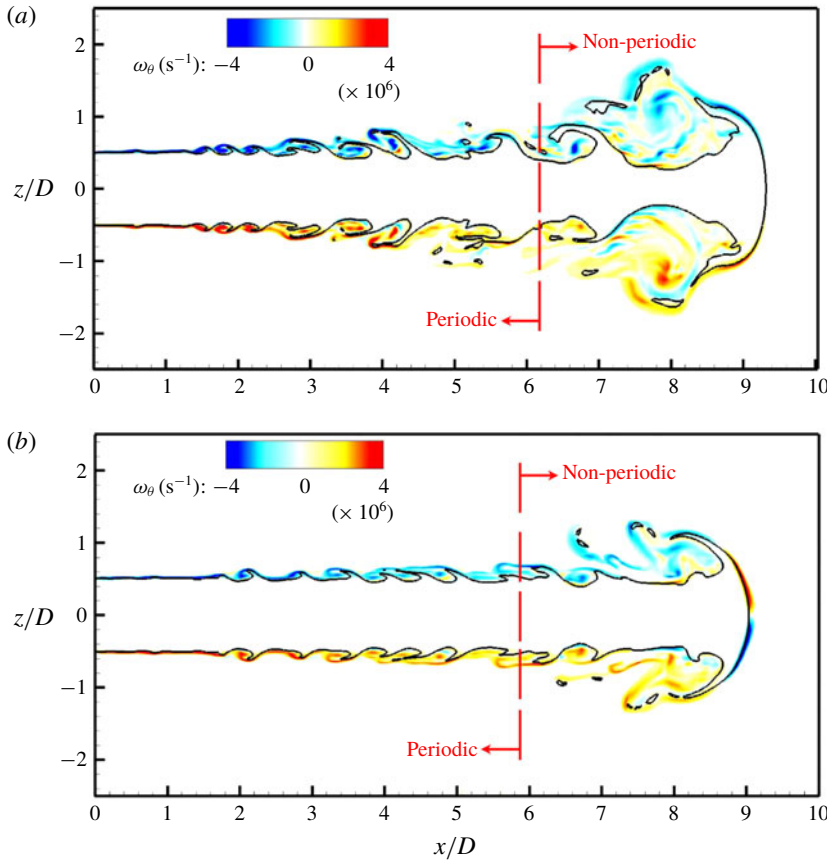 (a)
2
Non-periodic
ωθ (s−1): −4 0 4
(× 10^6)
1
z/D 0
−1
Periodic
−2
0 1 2 3 4 5 6 7 8 9 10
(b)
2
Non-periodic
ωθ (s−1): −4 0 4
(× 10^6)
1
z/D 0
−1
Periodic
−2
0 1 2 3 4 5 6 7 8 9 10
x/D